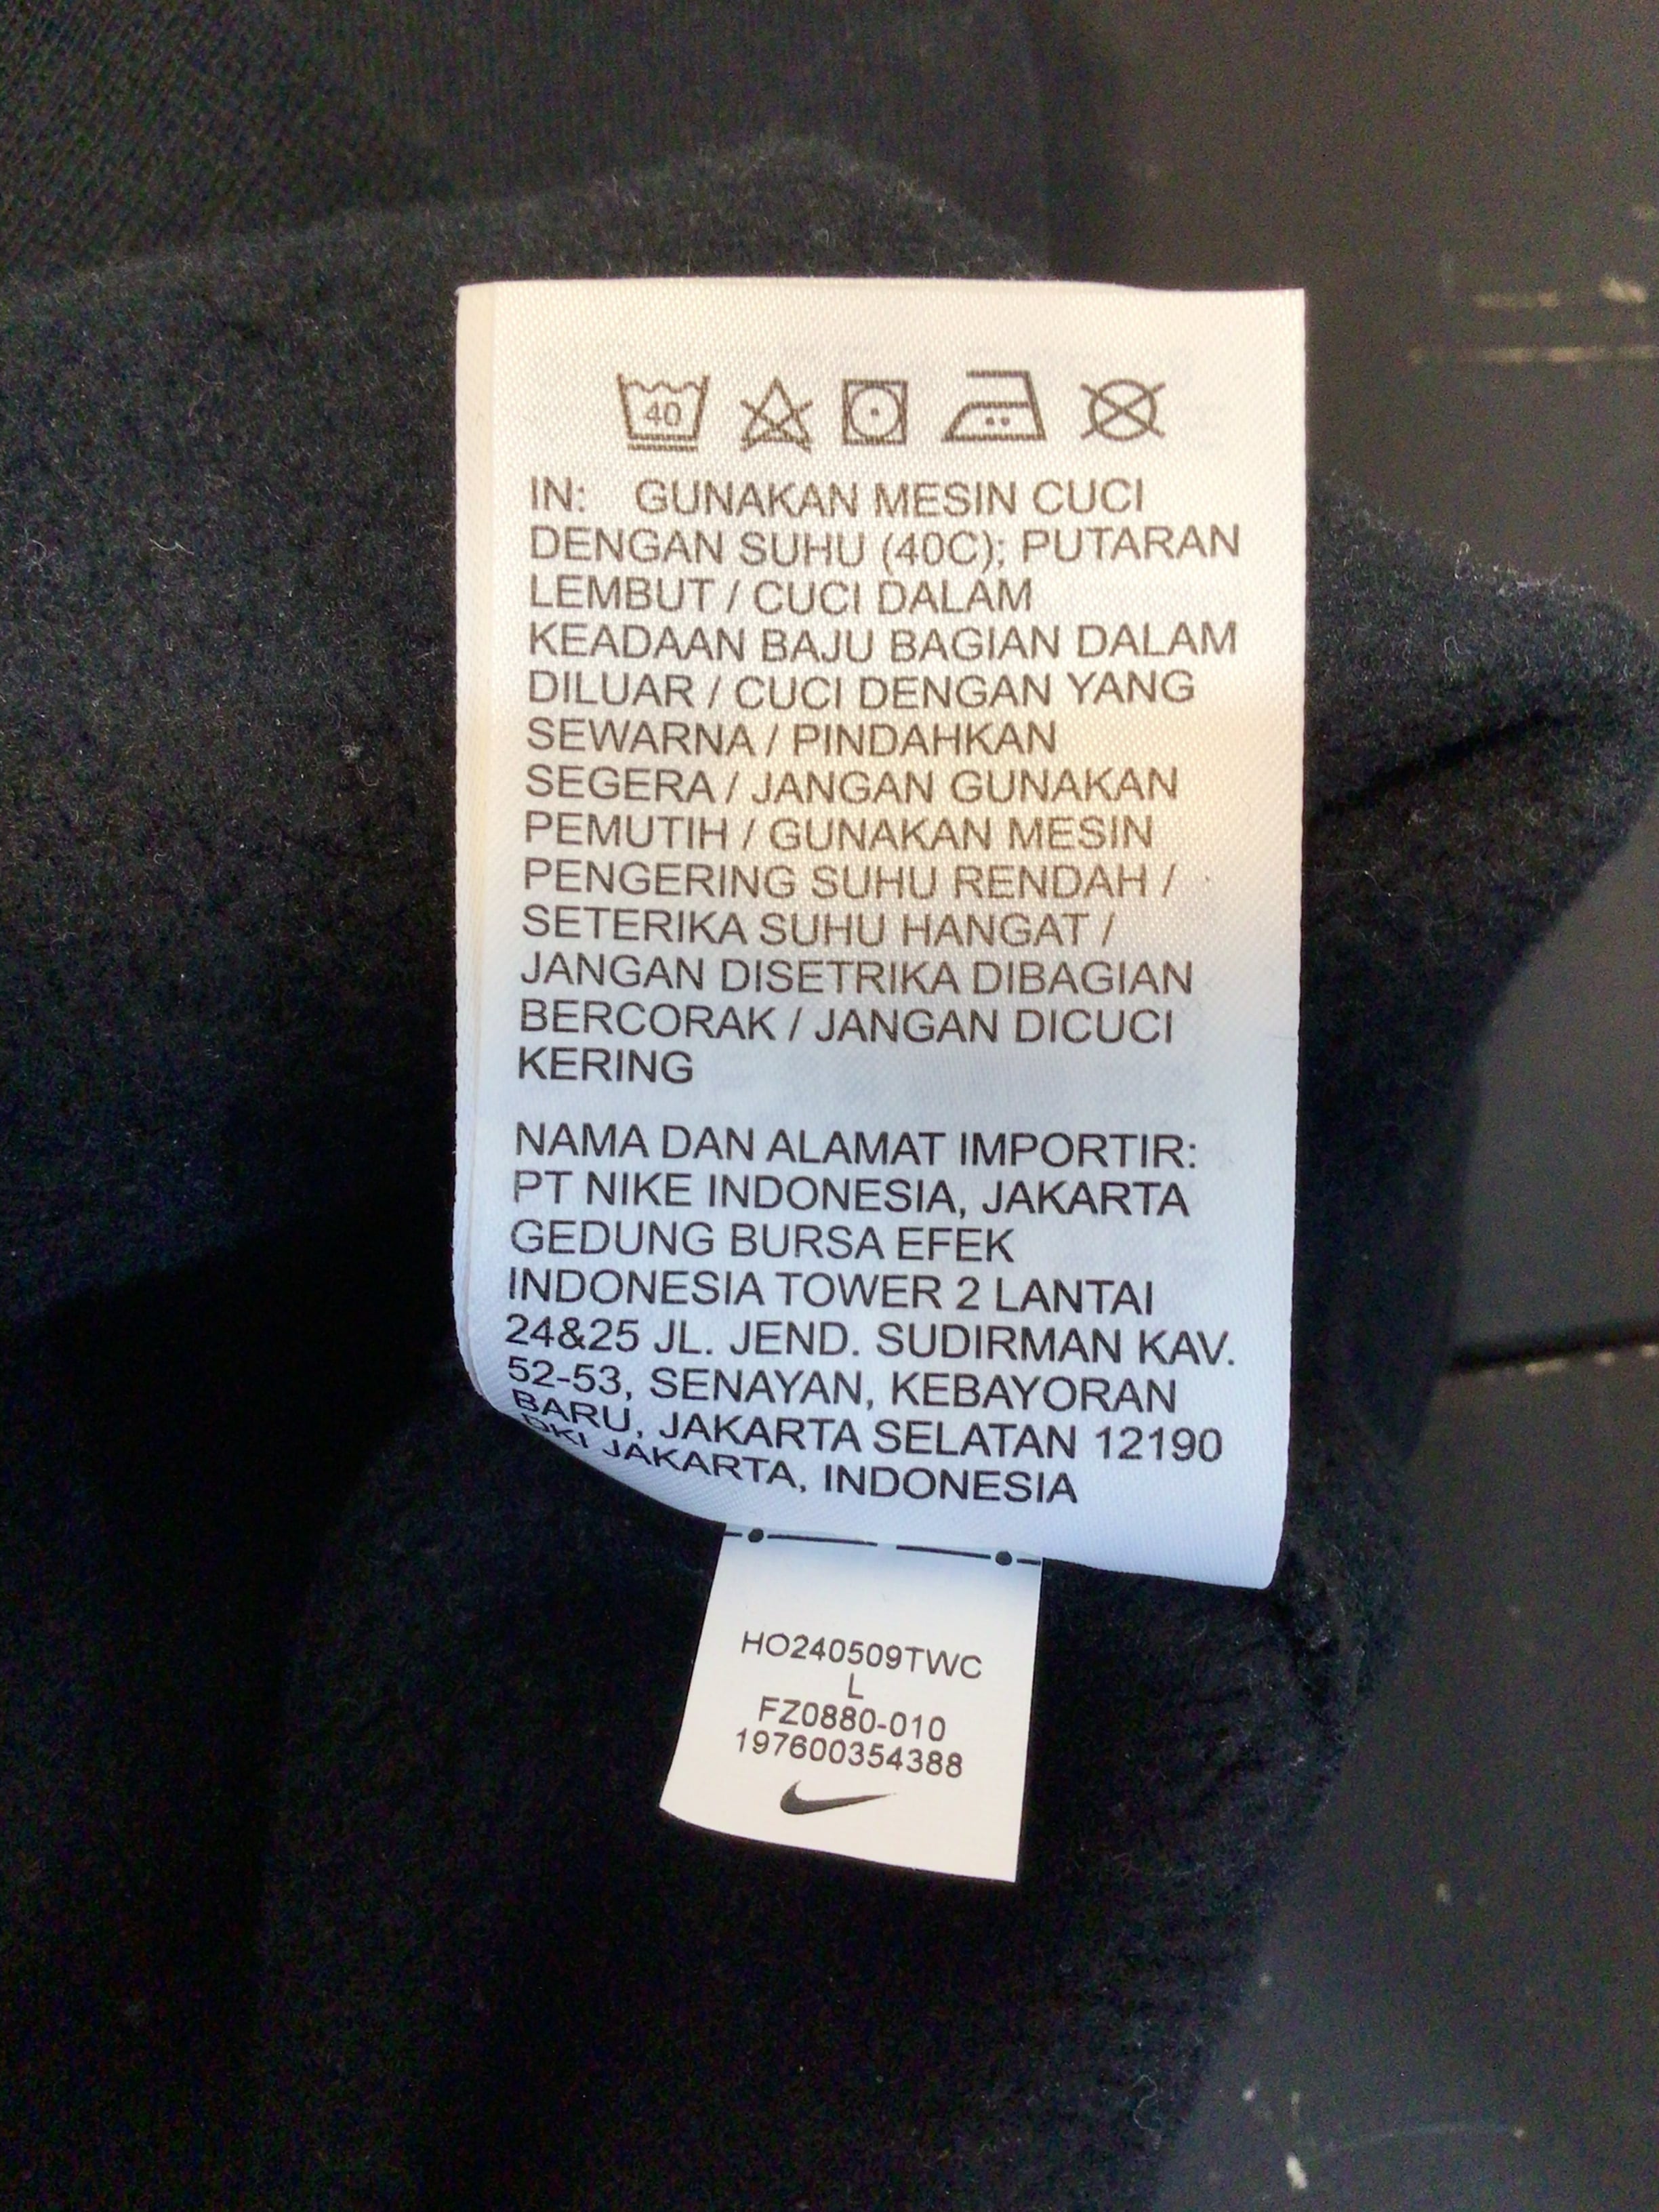 40
IN: GUNAKAN MESIN CUCI
DENGAN SUHU (40C); PUTARAN
LEMBUT / CUCI DALAM
KEADAAN BAJU BAGIAN DALAM
DILUAR / CUCI DENGAN YANG
SEWARNA / PINDAHKAN
SEGERA / JANGAN GUNAKAN
PEMUTIH / GUNAKAN MESIN
PENGERING SUHU RENDAH /
SETERIKA SUHU HANGAT /
JANGAN DISETRIKA DIBAGIAN
BERCORAK / JANGAN DICUCI
KERING
NAMA DAN ALAMAT IMPORTIR:
PT NIKE INDONESIA, JAKARTA
GEDUNG BURSA EFEK
INDONESIA TOWER 2 LANTAI
24&25 JL. JEND. SUDIRMAN KAV.
52-53, SENAYAN, KEBAYORAN
BARU, JAKARTA SELATAN 12190
DKI JAKARTA, INDONESIA
HO240509TWC
L
FZ0880-010
197600354388